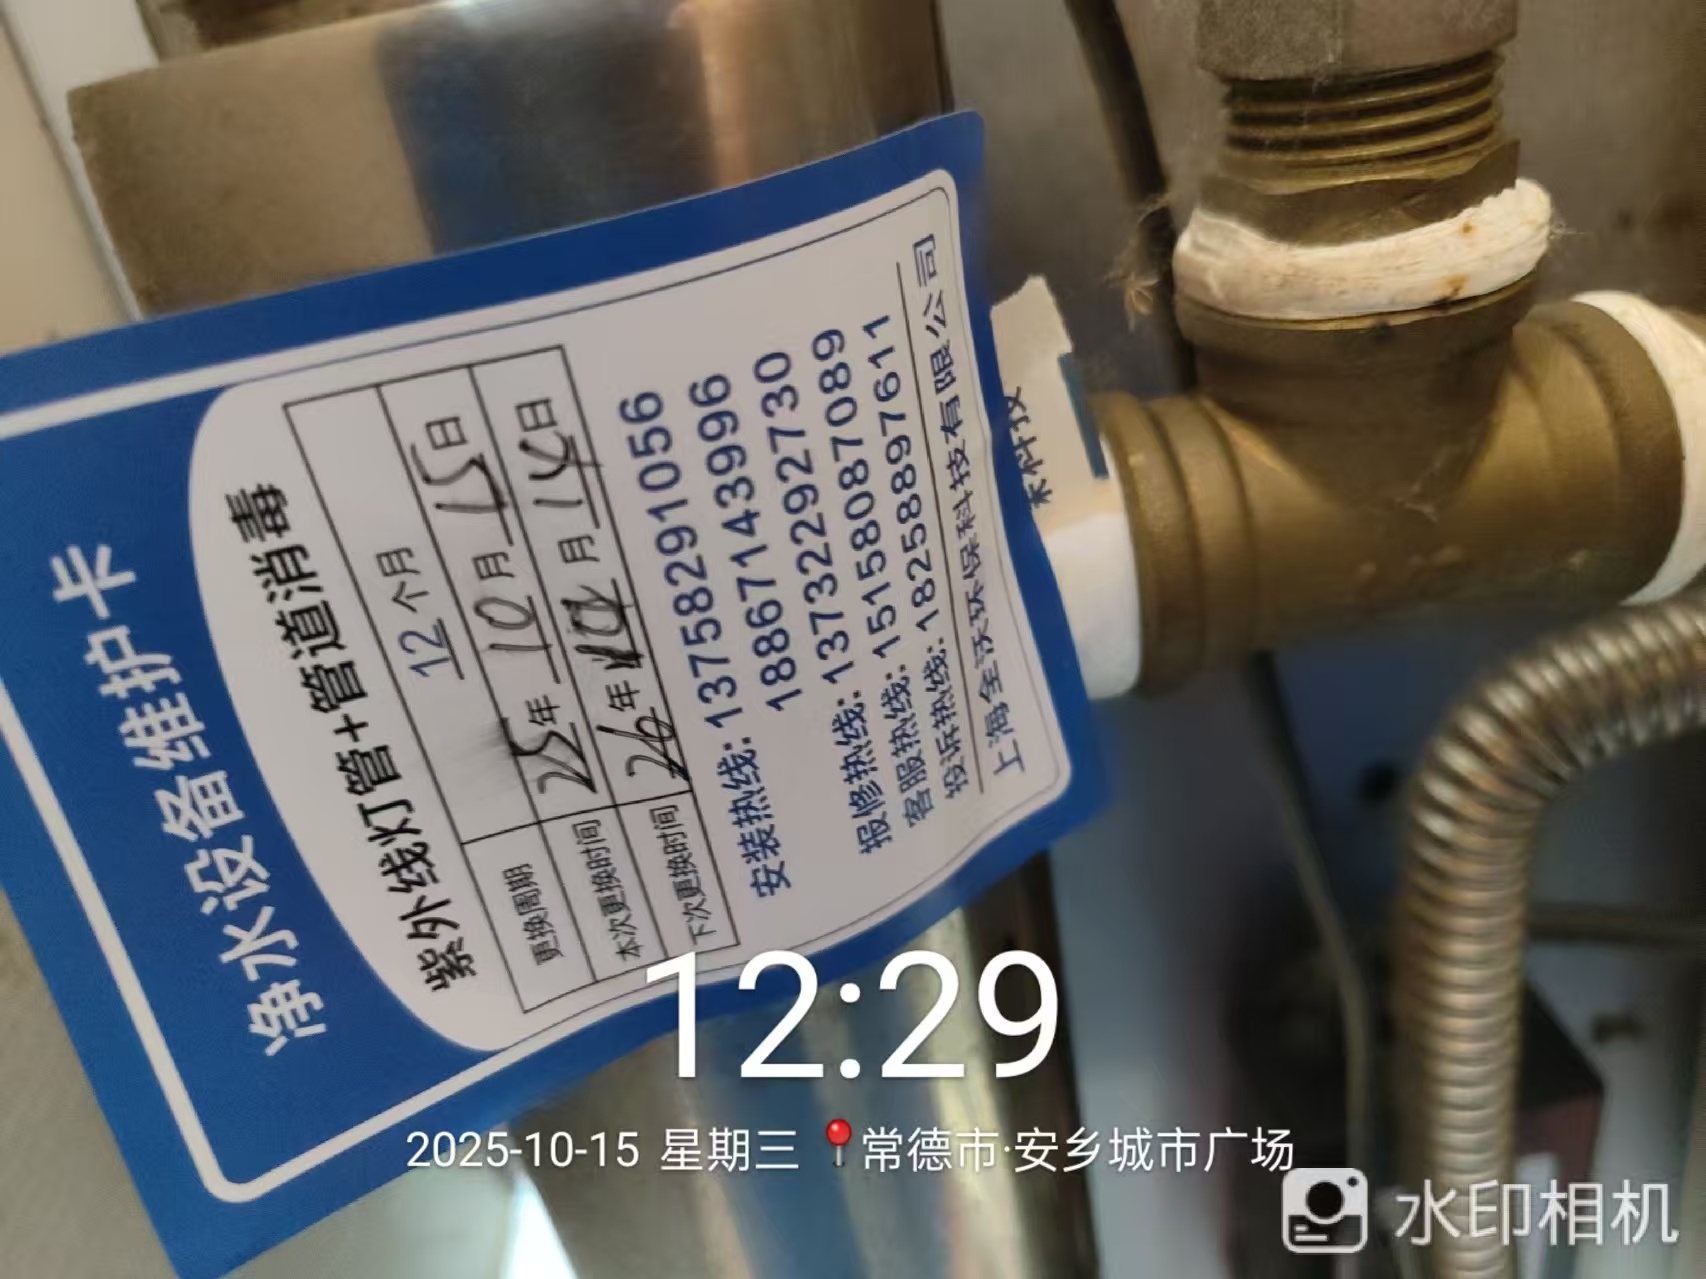 净水设备维护卡
紫外线灯管+管道消毒
更换周期 12个月
本次更换时间 25年10月15日
下次更换时间 26年10月14日
安装热线: 13758291056
18867143996
报修热线: 13732292730
客服热线: 15158087089
投诉热线: 18258897611
上海全沃环保科技有限公司
科技
12:29
2025-10-15 星期三 常德市·安乡城市广场
水印相机